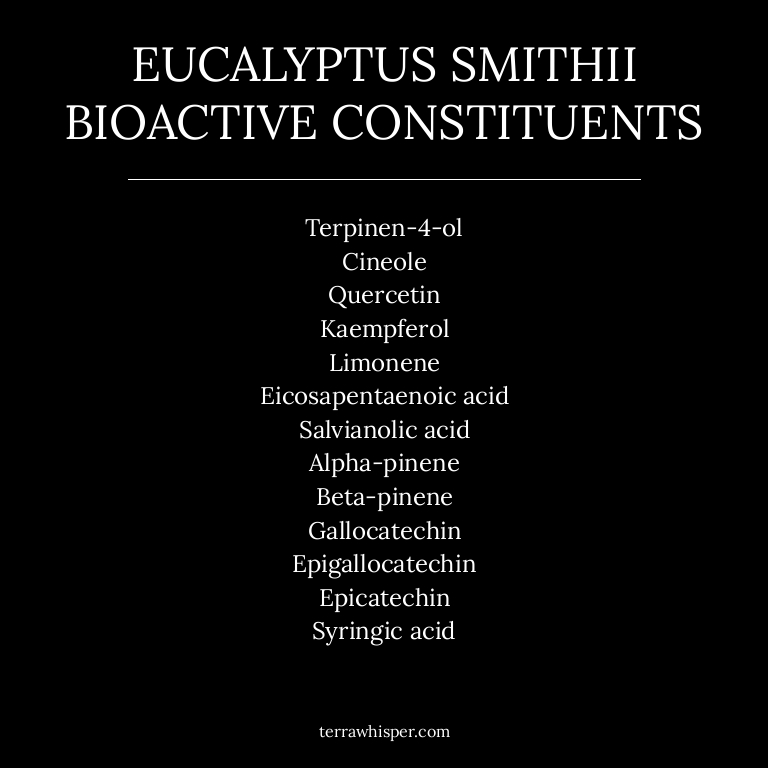 EUCALYPTUS SMITHII
BIOACTIVE CONSTITUENTS
Terpinen-4-ol
Cineole
Quercetin
Kaempferol
Limonene
Eicosapentaenoic acid
Salvianolic acid
Alpha-pinene
Beta-pinene
Gallocatechin
Epigallocatechin
Epicatechin
Syringic acid
terrawhisper.com